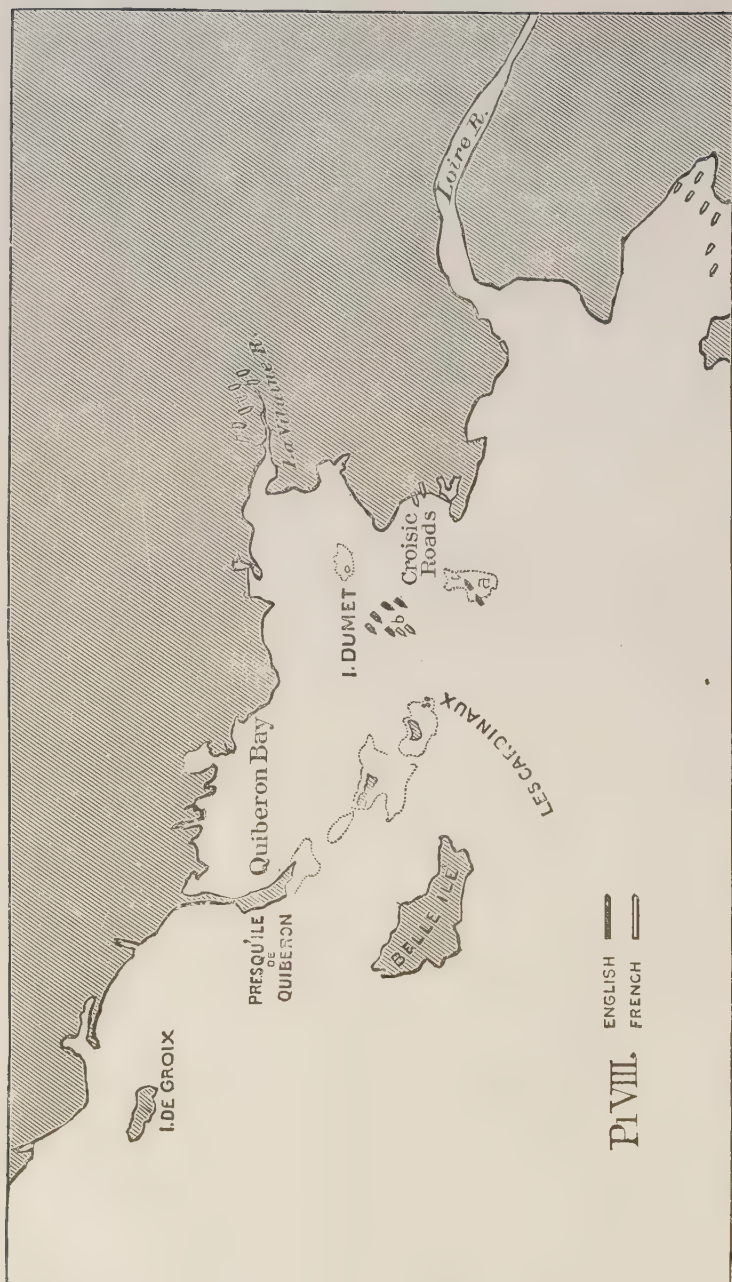 I. DE GROIX
PRESQU'ILE
DE
QUIBERON
Quiberon Bay
BELLE ILE
LES CARDINAUX
I. DUMET
b
Croisic
Roads
a
La Vilaine R.
Loire R.
Pl VIII.
ENGLISH
FRENCH